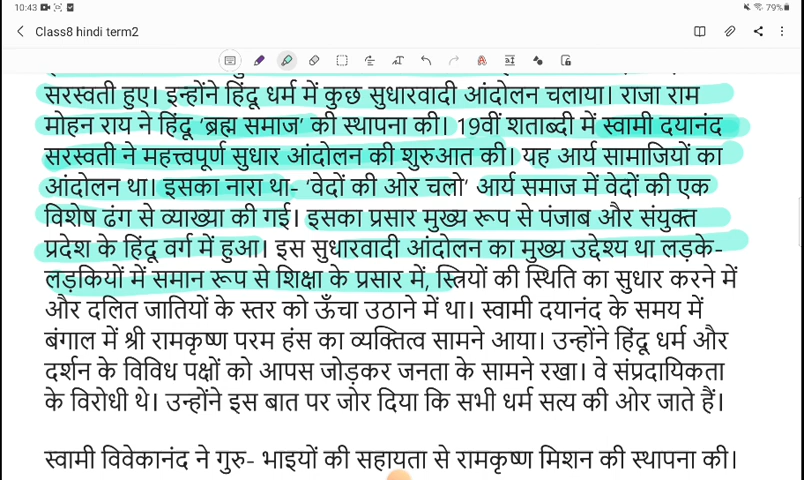 10:43
79%
Class8 hindi term2
सरस्वती हुए। इन्होंने हिंदू धर्म में कुछ सुधारवादी आंदोलन चलाया। राजा राम
मोहन राय ने हिंदू ‘ब्रह्म समाज’ की स्थापना की। 19वीं शताब्दी में स्वामी दयानंद
सरस्वती ने महत्त्वपूर्ण सुधार आंदोलन की शुरुआत की। यह आर्य सामाजियों का
आंदोलन था। इसका नारा था- ‘वेदों की ओर चलो’ आर्य समाज में वेदों की एक
विशेष ढंग से व्याख्या की गई। इसका प्रसार मुख्य रूप से पंजाब और संयुक्त
प्रदेश के हिंदू वर्ग में हुआ। इस सुधारवादी आंदोलन का मुख्य उद्देश्य था लड़के-
लड़कियों में समान रूप से शिक्षा के प्रसार में, स्त्रियों की स्थिति का सुधार करने में
और दलित जातियों के स्तर को ऊँचा उठाने में था। स्वामी दयानंद के समय में
बंगाल में श्री रामकृष्ण परम हंस का व्यक्तित्व सामने आया। उन्होंने हिंदू धर्म और
दर्शन के विविध पक्षों को आपस जोड़कर जनता के सामने रखा। वे संप्रदायिकता
के विरोधी थे। उन्होंने इस बात पर जोर दिया कि सभी धर्म सत्य की ओर जाते हैं।
स्वामी विवेकानंद ने गुरु- भाइयों की सहायता से रामकृष्ण मिशन की स्थापना की।